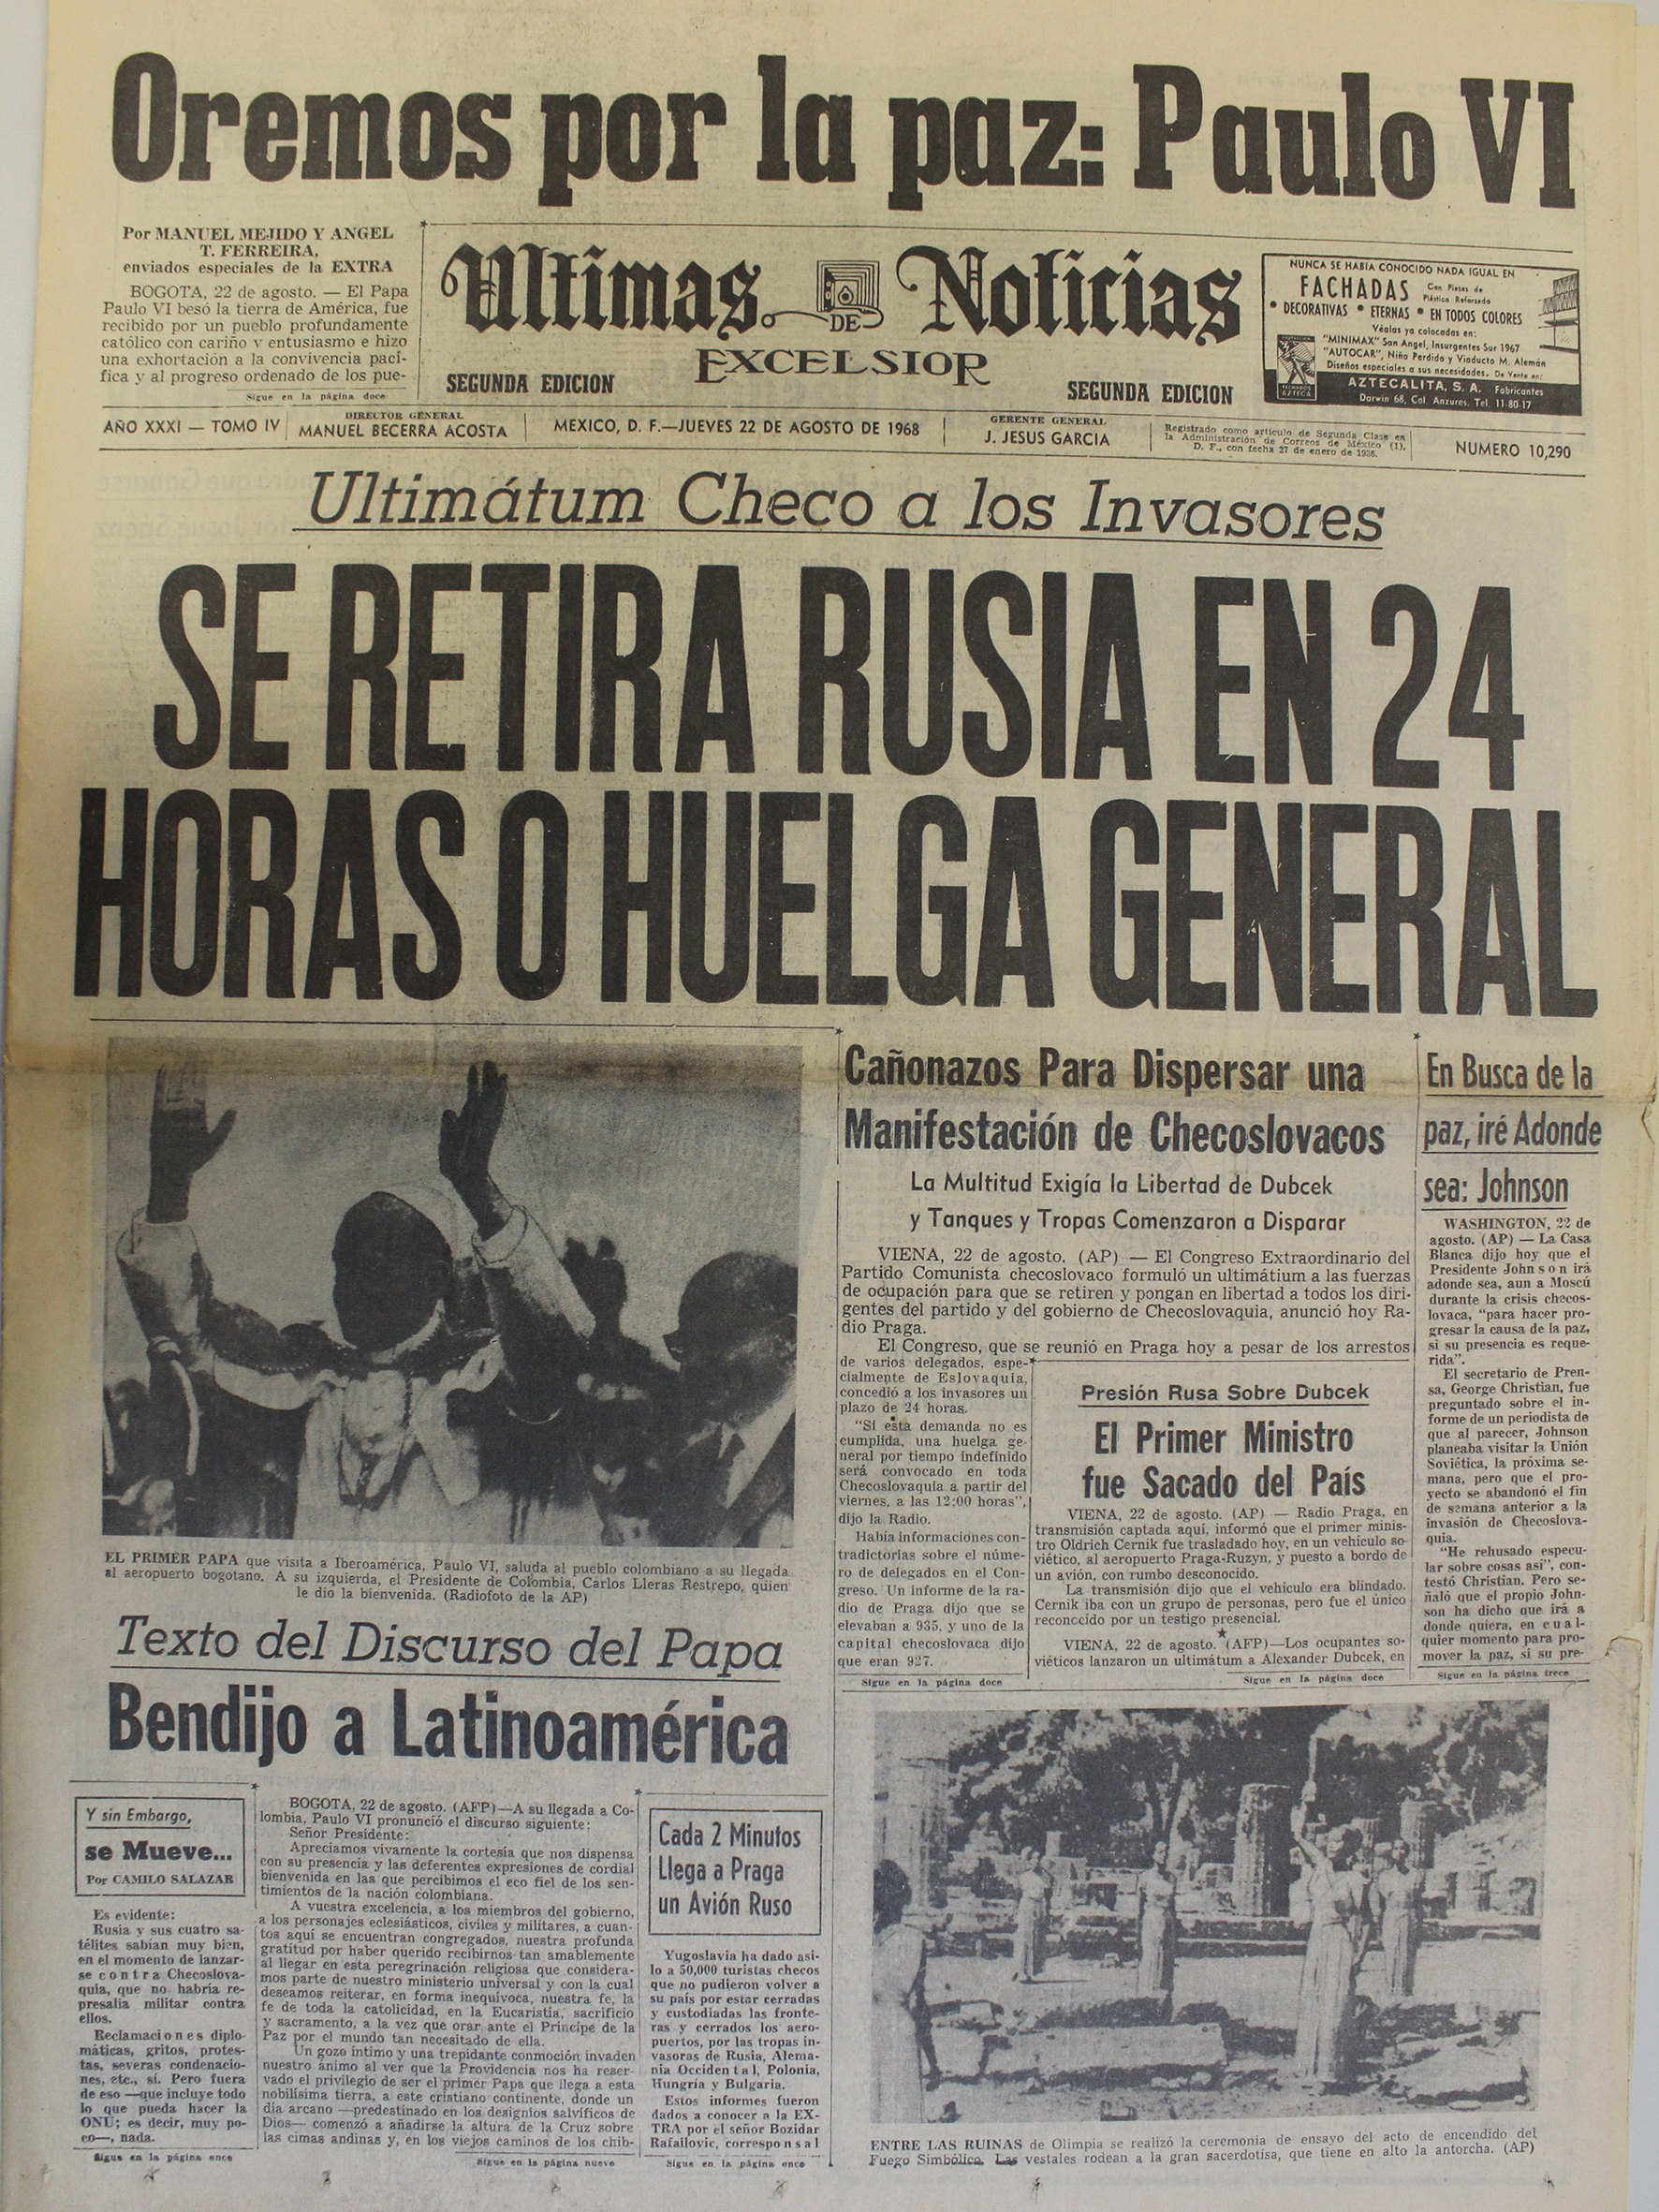 Oremos por la paz: Paulo VI
Por MANUEL MEJIDO Y ANGEL
T. FERREIRA,
enviados especiales de la EXTRA
BOGOTA, 22 de agosto. — El Papa
Paulo VI besó la tierra de América, fue
recibido por un pueblo profundamente
católico con cariño y entusiasmo e hizo
una exhortación a la convivencia pací-
fica y al progreso ordenado de los pue-
Sigue en la página doce
Ultimas DE Noticias
EXCELSIOR
SEGUNDA EDICION
SEGUNDA EDICION
NUNCA SE HABIA CONOCIDO NADA IGUAL EN
FACHADAS
Con Piezas de
Plástico Reforzado
• DECORATIVAS • ETERNAS • EN TODOS COLORES
Véalas ya colocadas en:
"MINIMAX" San Angel, Insurgentes Sur 1967
"AUTOCAR", Niño Perdido y Viaducto M. Alemán
Diseños especiales a sus necesidades. De Venta en:
AZTECALITA, S. A. Fabricantes
Darwin 68, Col. Anzures. Tel. 11-80-17
AÑO XXXI — TOMO IV
DIRECTOR GENERAL
MANUEL BECERRA ACOSTA
MEXICO, D. F.—JUEVES 22 DE AGOSTO DE 1968
GERENTE GENERAL
J. JESUS GARCIA
Registrado como artículo de Segunda Clase en
la Administración de Correos de México (1),
D. F., con fecha 27 de enero de 1936.
NUMERO 10,290
Ultimátum Checo a los Invasores
SE RETIRA RUSIA EN 24
HORAS O HUELGA GENERAL
EL PRIMER PAPA que visita a Iberoamérica, Paulo VI, saluda al pueblo colombiano a su llegada
al aeropuerto bogotano. A su izquierda, el Presidente de Colombia, Carlos Lleras Restrepo, quien
le dio la bienvenida. (Radiofoto de la AP)
Texto del Discurso del Papa
Bendijo a Latinoamérica
Y sin Embargo,
se Mueve...
Por CAMILO SALAZAR
Es evidente:
Rusia y sus cuatro sa-
télites sabían muy bien,
en el momento de lanzar-
se contra Checoslova-
quia, que no habría re-
presalia militar contra
ellos.
Reclamaciones diplo-
máticas, gritos, protes-
tas, severas condenacio-
nes, etc., sí. Pero fuera
de eso —que incluye todo
lo que pueda hacer la
ONU; es decir, muy po-
co—, nada.
Sigue en la página once
BOGOTA, 22 de agosto. (AFP)—A su llegada a Co-
lombia, Paulo VI pronunció el discurso siguiente:
Señor Presidente:
Apreciamos vivamente la cortesía que nos dispensa
con su presencia y las deferentes expresiones de cordial
bienvenida en las que percibimos el eco fiel de los sen-
timientos de la nación colombiana.
A vuestra excelencia, a los miembros del gobierno,
a los personajes eclesiásticos, civiles y militares, a cuan-
tos aquí se encuentran congregados, nuestra profunda
gratitud por haber querido recibirnos tan amablemente
al llegar en esta peregrinación religiosa que considera-
mos parte de nuestro ministerio universal y con la cual
deseamos reiterar, en forma inequívoca, nuestra fe, la
fe de toda la catolicidad, en la Eucaristía, sacrificio
y sacramento, a la vez que orar ante el Príncipe de la
Paz por el mundo tan necesitado de ella.
Un gozo íntimo y una trepidante conmoción invaden
nuestro ánimo al ver que la Providencia nos ha reser-
vado el privilegio de ser el primer Papa que llega a esta
nobilísima tierra, a este cristiano continente, donde un
día arcano —predestinado en los designios salvíficos de
Dios— comenzó a añadirse la altura de la Cruz sobre
las cimas andinas y, en los viejos caminos de los chib-
Sigue en la página nueve
Cada 2 Minutos
Llega a Praga
un Avión Ruso
Yugoslavia ha dado asi-
lo a 50,000 turistas checos
que no pudieron volver a
su país por estar cerradas
y custodiadas las fronte-
ras y cerrados los aero-
puertos, por las tropas in-
vasoras de Rusia, Alema-
nia Occidental, Polonia,
Hungría y Bulgaria.
Estos informes fueron
dados a conocer a la EX-
TRA por el señor Bozidar
Rafailovic, corresponsal
Sigue en la página once
Cañonazos Para Dispersar una
Manifestación de Checoslovacos
La Multitud Exigía la Libertad de Dubcek
y Tanques y Tropas Comenzaron a Disparar
VIENA, 22 de agosto. (AP) — El Congreso Extraordinario del
Partido Comunista checoslovaco formuló un ultimátium a las fuerzas
de ocupación para que se retiren y pongan en libertad a todos los diri-
gentes del partido y del gobierno de Checoslovaquia, anunció hoy Ra-
dio Praga.
El Congreso, que se reunió en Praga hoy a pesar de los arrestos
de varios delegados, espe-
cialmente de Eslovaquia,
concedió a los invasores un
plazo de 24 horas.
"Si esta demanda no es
cumplida, una huelga ge-
neral por tiempo indefinido
será convocado en toda
Checoslovaquia a partir del
viernes, a las 12:00 horas",
dijo la Radio.
Había informaciones con-
tradictorias sobre el núme-
ro de delegados en el Con-
greso. Un informe de la ra-
dio de Praga dijo que se
elevaban a 935, y uno de la
capital checoslovaca dijo
que eran 927.
Sigue en la página doce
Presión Rusa Sobre Dubcek
El Primer Ministro
fue Sacado del País
VIENA, 22 de agosto. (AP) — Radio Praga, en
transmisión captada aquí, informó que el primer minis-
tro Oldrich Cernik fue trasladado hoy, en un vehículo so-
viético, al aeropuerto Praga-Ruzyn, y puesto a bordo de
un avión, con rumbo desconocido.
La transmisión dijo que el vehículo era blindado.
Cernik iba con un grupo de personas, pero fue el único
reconocido por un testigo presencial.
VIENA, 22 de agosto. (AFP)—Los ocupantes so-
viéticos lanzaron un ultimátum a Alexander Dubcek, en
Sigue en la página doce
En Busca de la
paz, iré Adonde
sea: Johnson
WASHINGTON, 22 de
agosto. (AP) — La Casa
Blanca dijo hoy que el
Presidente Johnson irá
adonde sea, aun a Moscú
durante la crisis checos-
lovaca, "para hacer pro-
gresar la causa de la paz,
si su presencia es reque-
rida".
El secretario de Pren-
sa, George Christian, fue
preguntado sobre el in-
forme de un periodista de
que al parecer, Johnson
planeaba visitar la Unión
Soviética, la próxima se-
mana, pero que el pro-
yecto se abandonó el fin
de semana anterior a la
invasión de Checoslova-
quia.
"He rehusado especu-
lar sobre cosas así", con-
testó Christian. Pero se-
ñaló que el propio John-
son ha dicho que irá a
donde quiera, en cual-
quier momento para pro-
mover la paz, si su pre-
Sigue en la página trece
ENTRE LAS RUINAS de Olimpia se realizó la ceremonia de ensayo del acto de encendido del
Fuego Simbólico. Las vestales rodean a la gran sacerdotisa, que tiene en alto la antorcha. (AP)